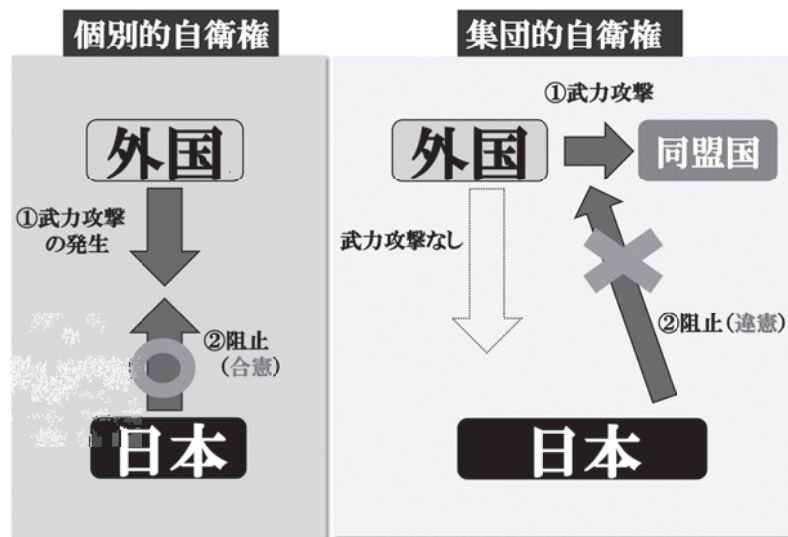 個別的自衛権
外国
①武力攻撃
の発生
②阻止
(合憲)
日本
集団的自衛権
①武力攻撃
外国
同盟国
武力攻撃なし
②阻止(違憲)
日本